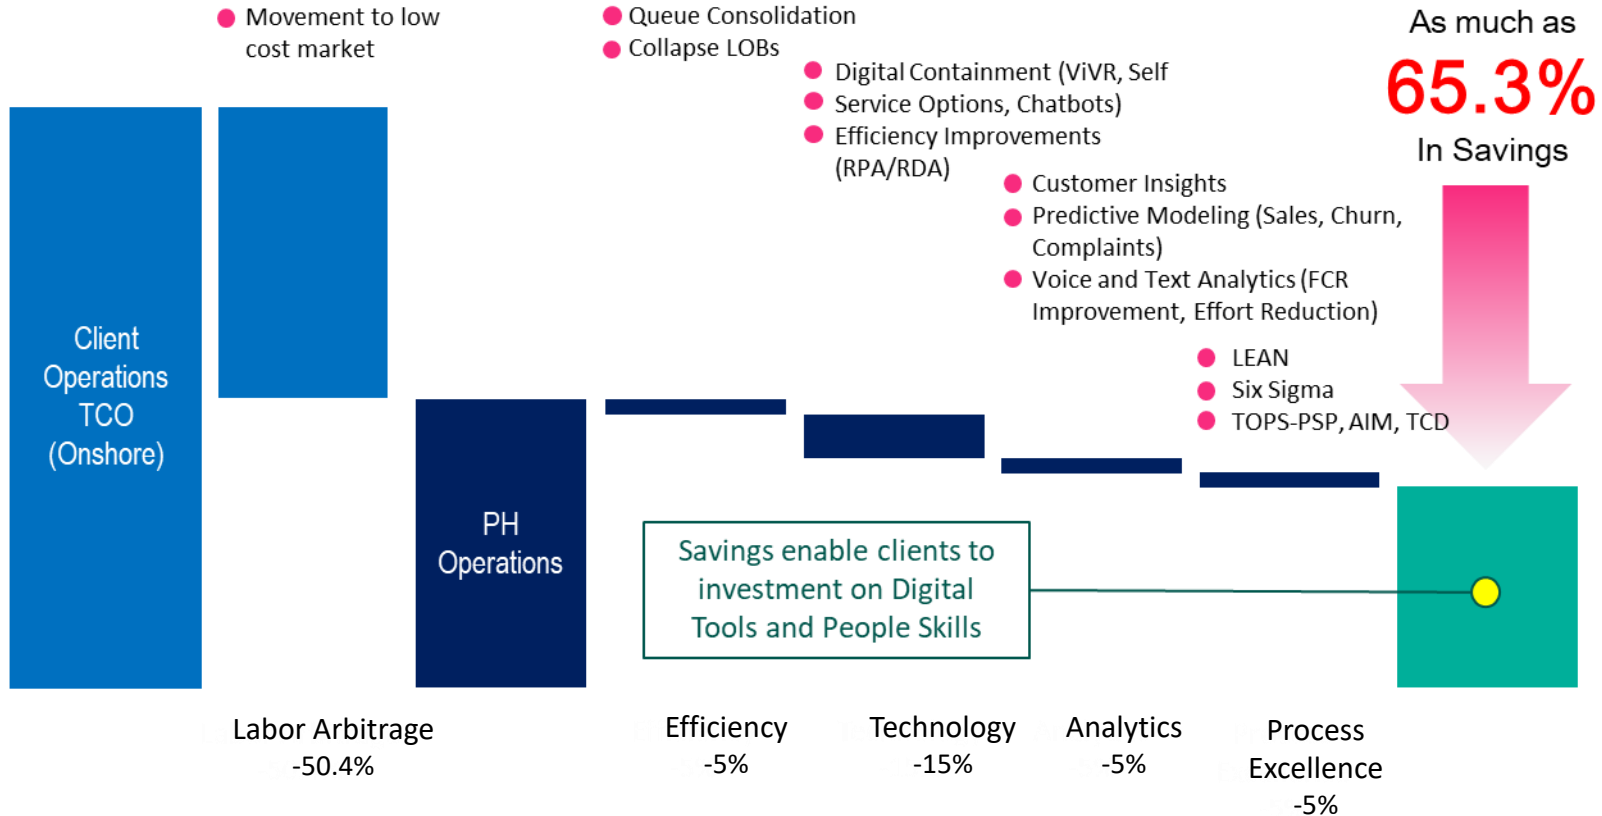 Movement to low
cost market
Queue Consolidation
Collapse LOBs
Digital Containment (ViVR, Self
Service Options, Chatbots)
Efficiency Improvements
(RPA/RDA)
Customer Insights
Predictive Modeling (Sales, Churn,
Complaints)
Voice and Text Analytics (FCR
Improvement, Effort Reduction)
LEAN
Six Sigma
TOPS-PSP, AIM, TCD
As much as
65.3%
In Savings
Client
Operations
TCO
(Onshore)
PH
Operations
Savings enable clients to
investment on Digital
Tools and People Skills
Labor Arbitrage
-50.4%
Efficiency
-5%
Technology
-15%
Analytics
-5%
Process
Excellence
-5%